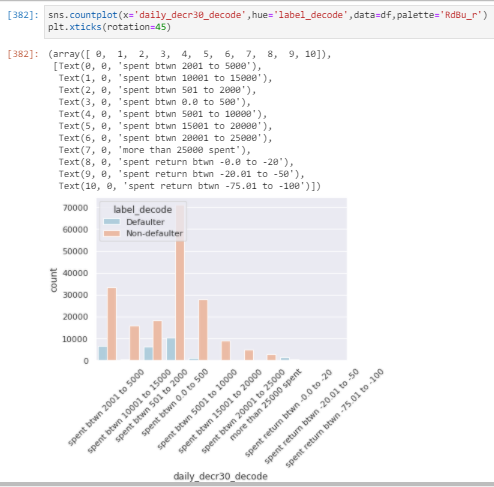 [382]: sns.countplot(x='daily_decr30_decode',hue='label_decode',data=df,palette='RdBu_r')
plt.xticks(rotation=45)
[382]: (array([ 0, 1, 2, 3, 4, 5, 6, 7, 8, 9, 10]),
[Text(0, 0, 'spent btwn 2001 to 5000'),
Text(1, 0, 'spent btwn 10001 to 15000'),
Text(2, 0, 'spent btwn 501 to 2000'),
Text(3, 0, 'spent btwn 0.0 to 500'),
Text(4, 0, 'spent btwn 5001 to 10000'),
Text(5, 0, 'spent btwn 15001 to 20000'),
Text(6, 0, 'spent btwn 20001 to 25000'),
Text(7, 0, 'more than 25000 spent'),
Text(8, 0, 'spent return btwn -0.0 to -20'),
Text(9, 0, 'spent return btwn -20.01 to -50'),
Text(10, 0, 'spent return btwn -75.01 to -100')])
label_decode
Defaulter
Non-defaulter
70000
60000
50000
40000
30000
20000
10000
0
count
spent btwn 2001 to 5000
spent btwn 10001 to 15000
spent btwn 501 to 2000
spent btwn 0.0 to 500
spent btwn 5001 to 10000
spent btwn 15001 to 20000
spent btwn 20001 to 25000
more than 25000 spent
spent return btwn -0.0 to -20
spent return btwn -20.01 to -50
spent return btwn -75.01 to -100
daily_decr30_decode